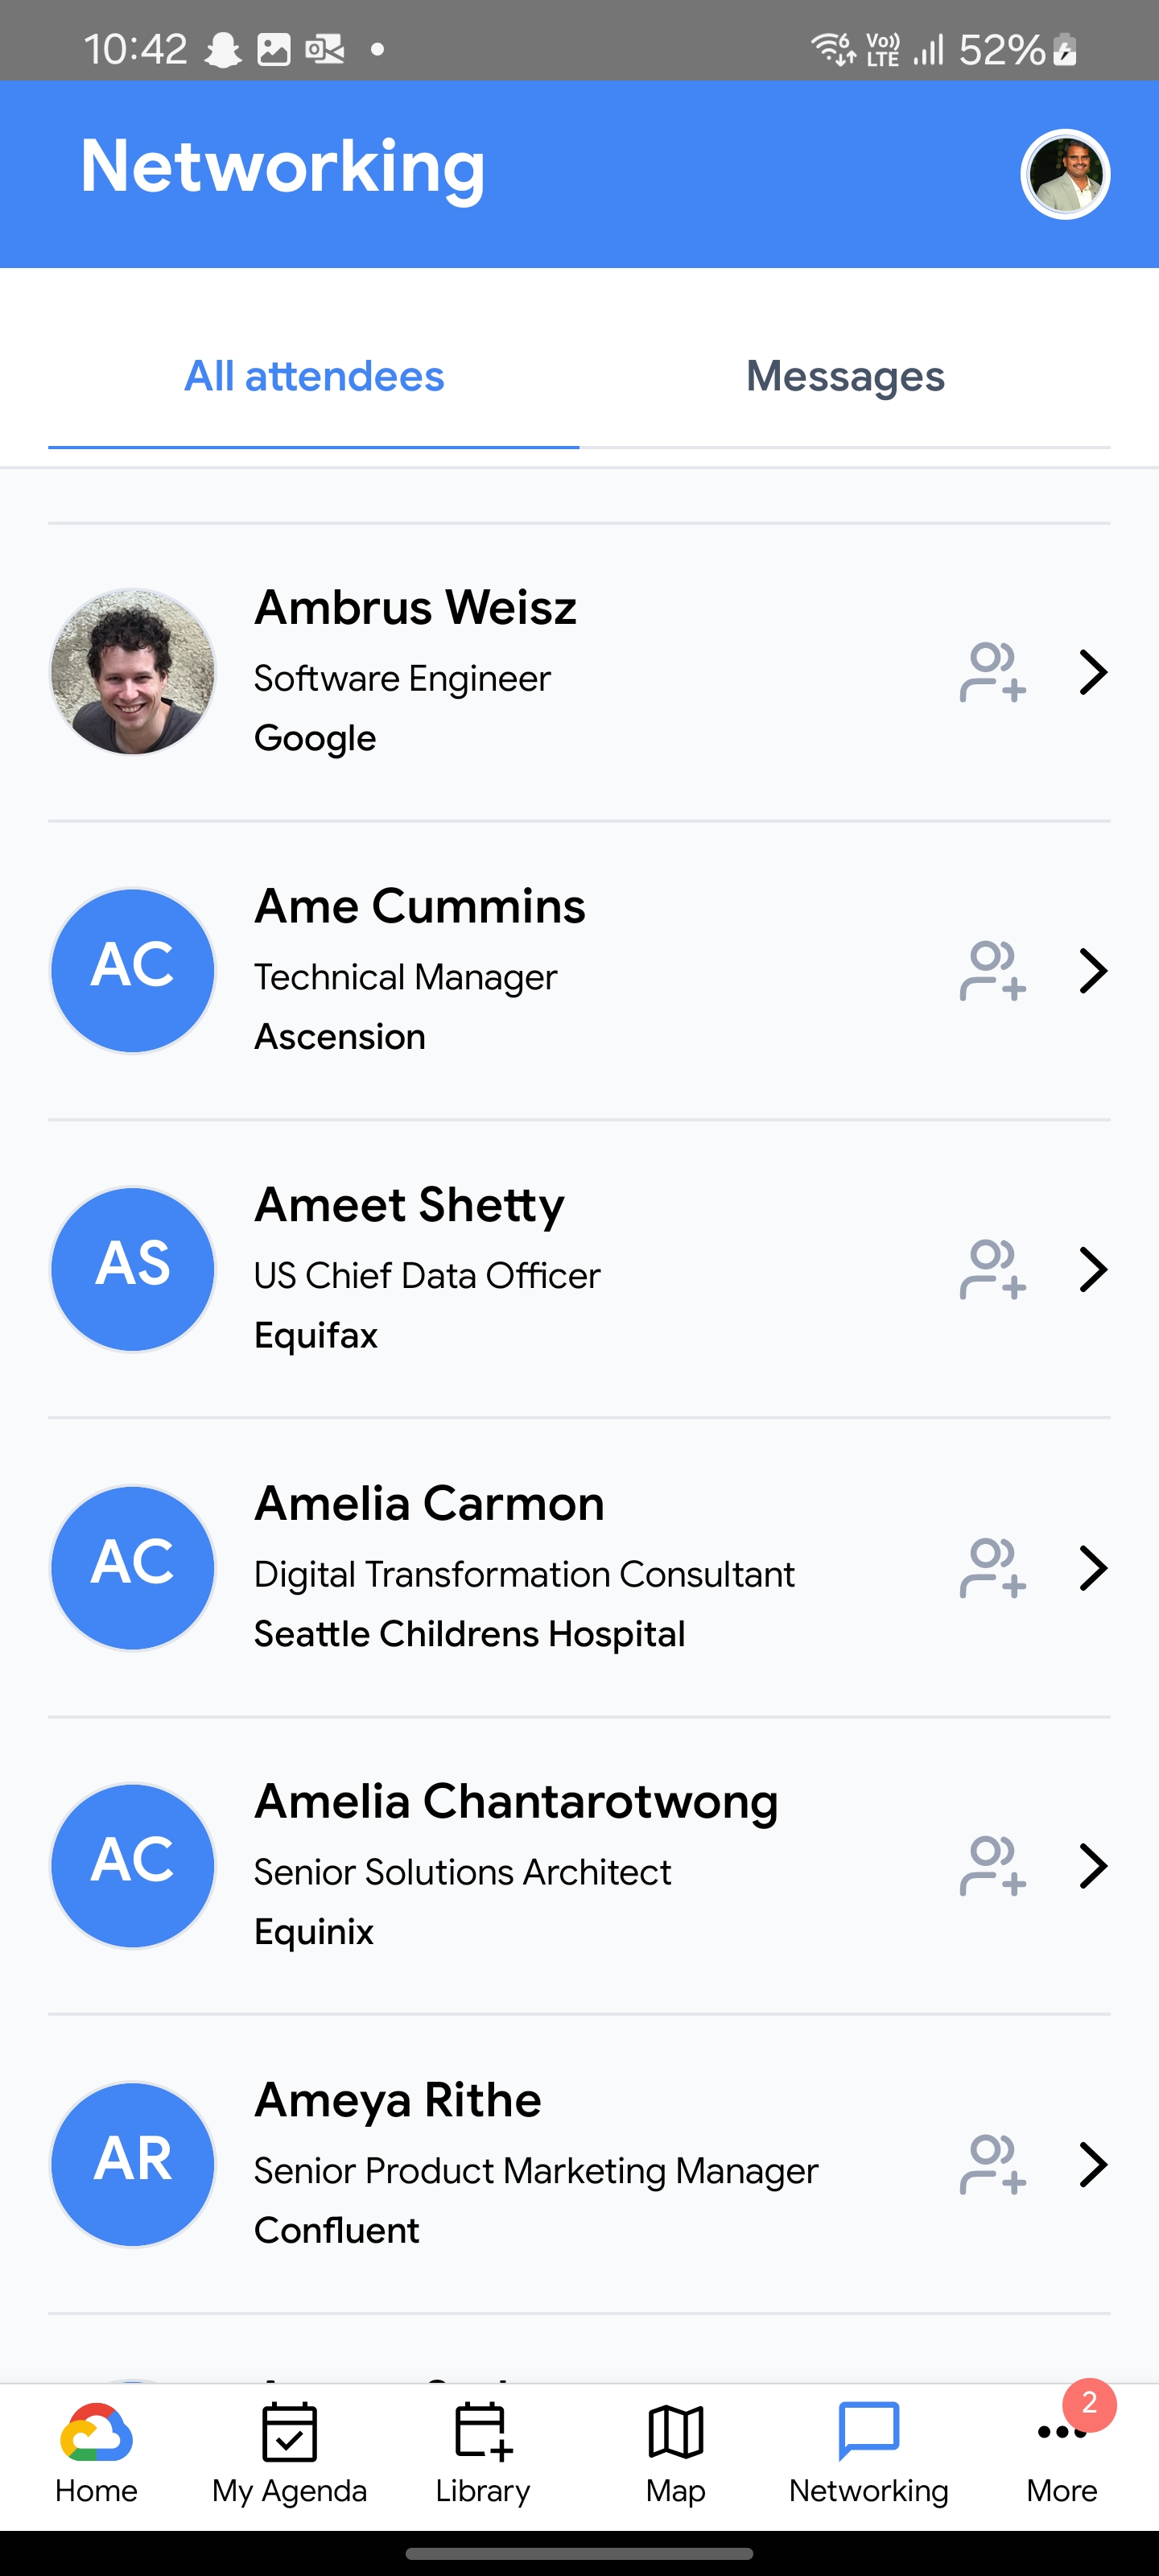 10:42
6 Vo)) LTE 52%
Networking
All attendees
Messages
Ambrus Weisz
Software Engineer
Google
AC
Ame Cummins
Technical Manager
Ascension
AS
Ameet Shetty
US Chief Data Officer
Equifax
AC
Amelia Carmon
Digital Transformation Consultant
Seattle Childrens Hospital
AC
Amelia Chantarotwong
Senior Solutions Architect
Equinix
AR
Ameya Rithe
Senior Product Marketing Manager
Confluent
2
Home
My Agenda
Library
Map
Networking
More